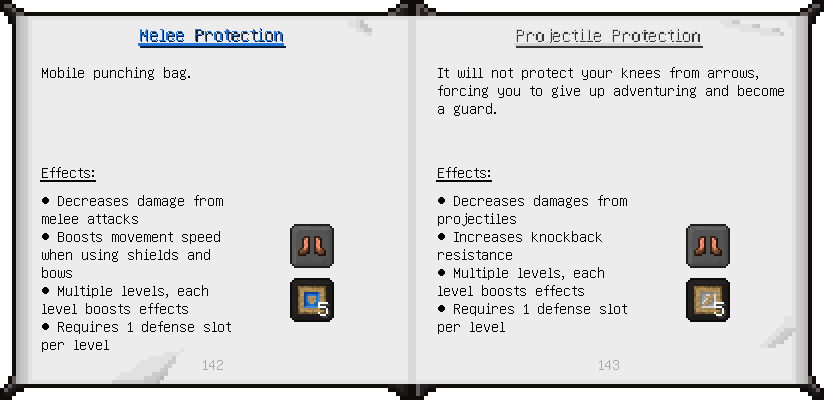 Melee Protection
Mobile punching bag.
Effects:
● Decreases damage from
melee attacks
● Boosts movement speed
when using shields and
bows
● Multiple levels, each
level boosts effects
● Requires 1 defense slot
per level
5
142
Projectile Protection
It will not protect your knees from arrows,
forcing you to give up adventuring and become
a guard.
Effects:
● Decreases damages from
projectiles
● Increases knockback
resistance
● Multiple levels, each
level boosts effects
● Requires 1 defense slot
per level
5
143